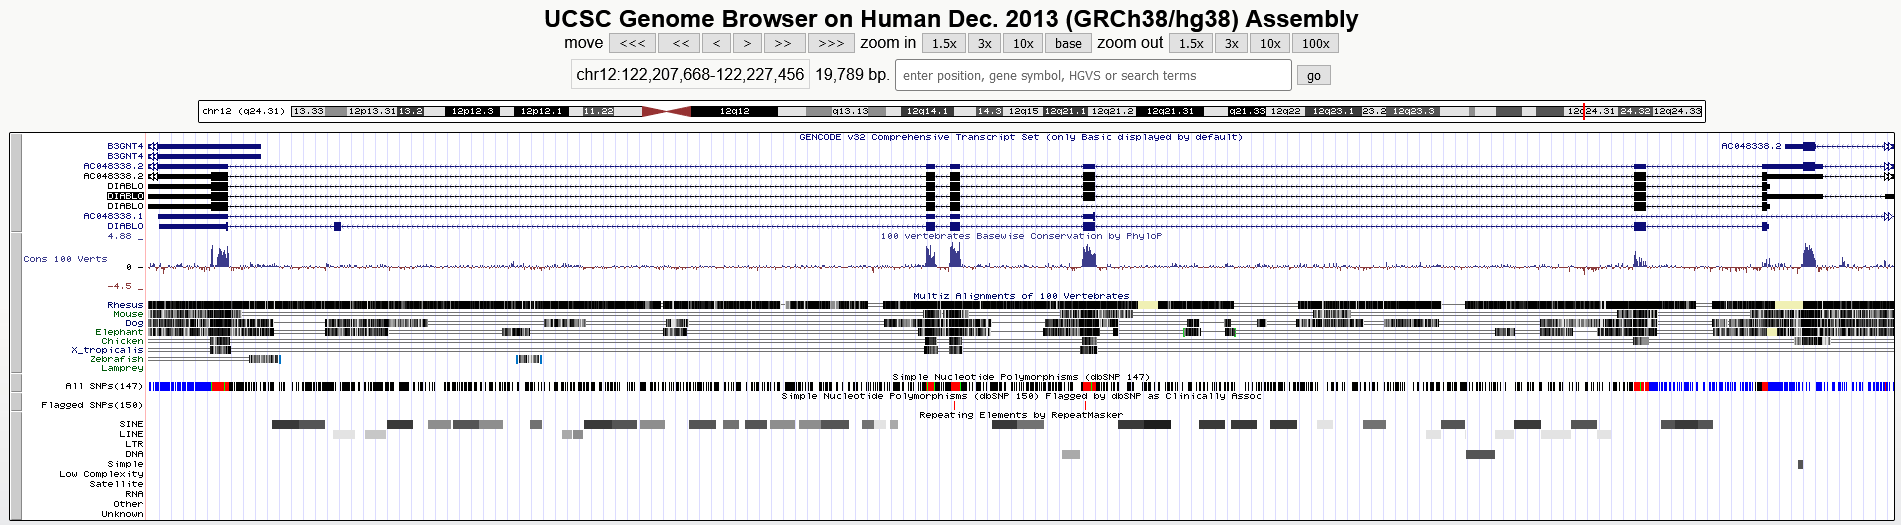 UCSC Genome Browser on Human Dec. 2013 (GRCh38/hg38) Assembly
move <<< << < > >> >>> zoom in 1.5x 3x 10x base zoom out 1.5x 3x 10x 100x
chr12:122,207,668-122,227,456 19,789 bp. enter position, gene symbol, HGVS or search terms go
chr12 (q24.31) 13.33 12p13.31 13.2 12p12.3 12p12.1 11.22 12q12 q13.13 12q14.1 14.3 12q15 12q21.1 12q21.2 12q21.31 q21.33 12q22 12q23.1 23.2 12q23.3 12q24.31 24.32 12q24.33
GENCODE v32 Comprehensive Transcript Set (only Basic displayed by default)
B3GNT4 AC048338.2
B3GNT4
AC048338.2
AC048338.2
DIABLO
DIABLO
DIABLO
AC048338.1
DIABLO
4.88 _ 100 vertebrates Basewise Conservation by PhyloP
Cons 100 Verts
0 -
-4.5 _
Multiz Alignments of 100 Vertebrates
Rhesus
Mouse
Dog
Elephant
Chicken
X_tropicalis
Zebrafish
Lamprey
Simple Nucleotide Polymorphisms (dbSNP 147)
All SNPs(147)
Simple Nucleotide Polymorphisms (dbSNP 150) Flagged by dbSNP as Clinically Assoc
Flagged SNPs(150)
Repeating Elements by RepeatMasker
SINE
LINE
LTR
DNA
Simple
Low Complexity
Satellite
RNA
Other
Unknown